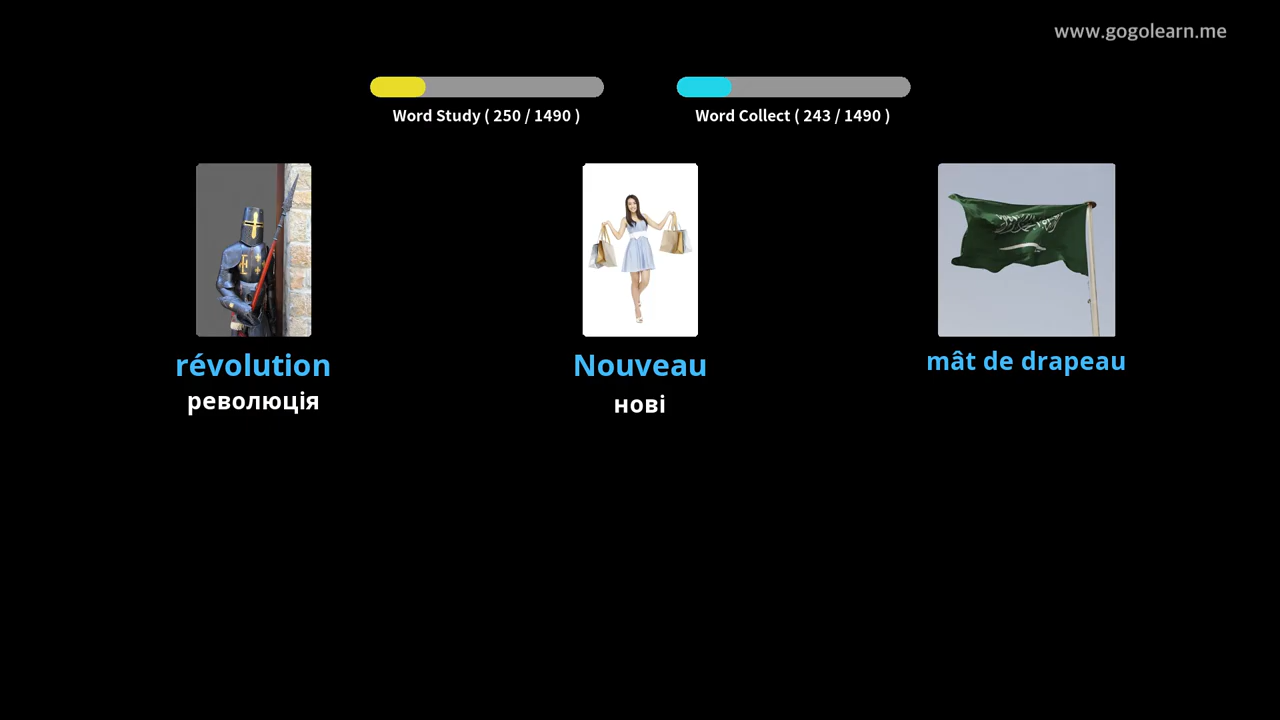 www.gogolearn.me
Word Study ( 250 / 1490 )
Word Collect ( 243 / 1490 )
révolution
революція
Nouveau
нові
mât de drapeau